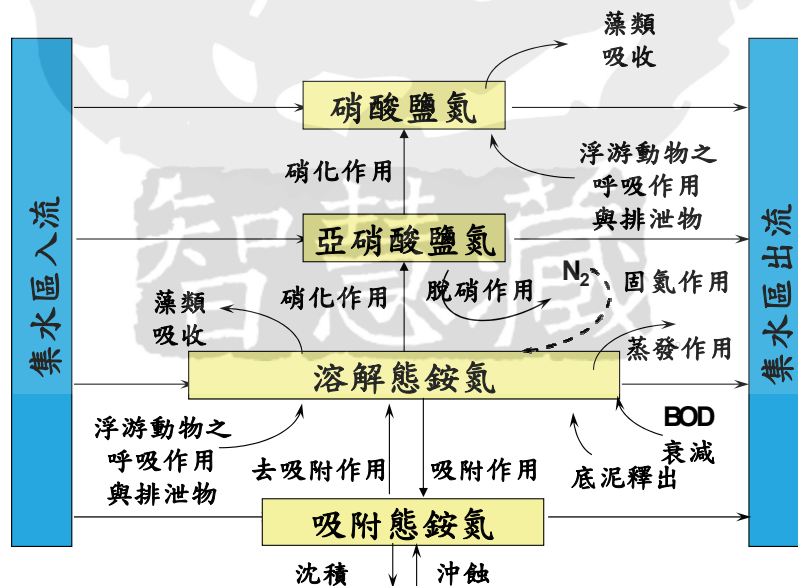 藻類
吸收
硝酸鹽氮
浮游動物之
呼吸作用
與排泄物
硝化作用
集水區入流
集水區出流
亞硝酸鹽氮
N2
固氮作用
脫硝作用
硝化作用
藻類
吸收
蒸發作用
溶解態銨氮
BOD
衰減
浮游動物之
呼吸作用
與排泄物
去吸附作用
吸附作用
底泥釋出
吸附態銨氮
沈積
沖蝕
智慧藏